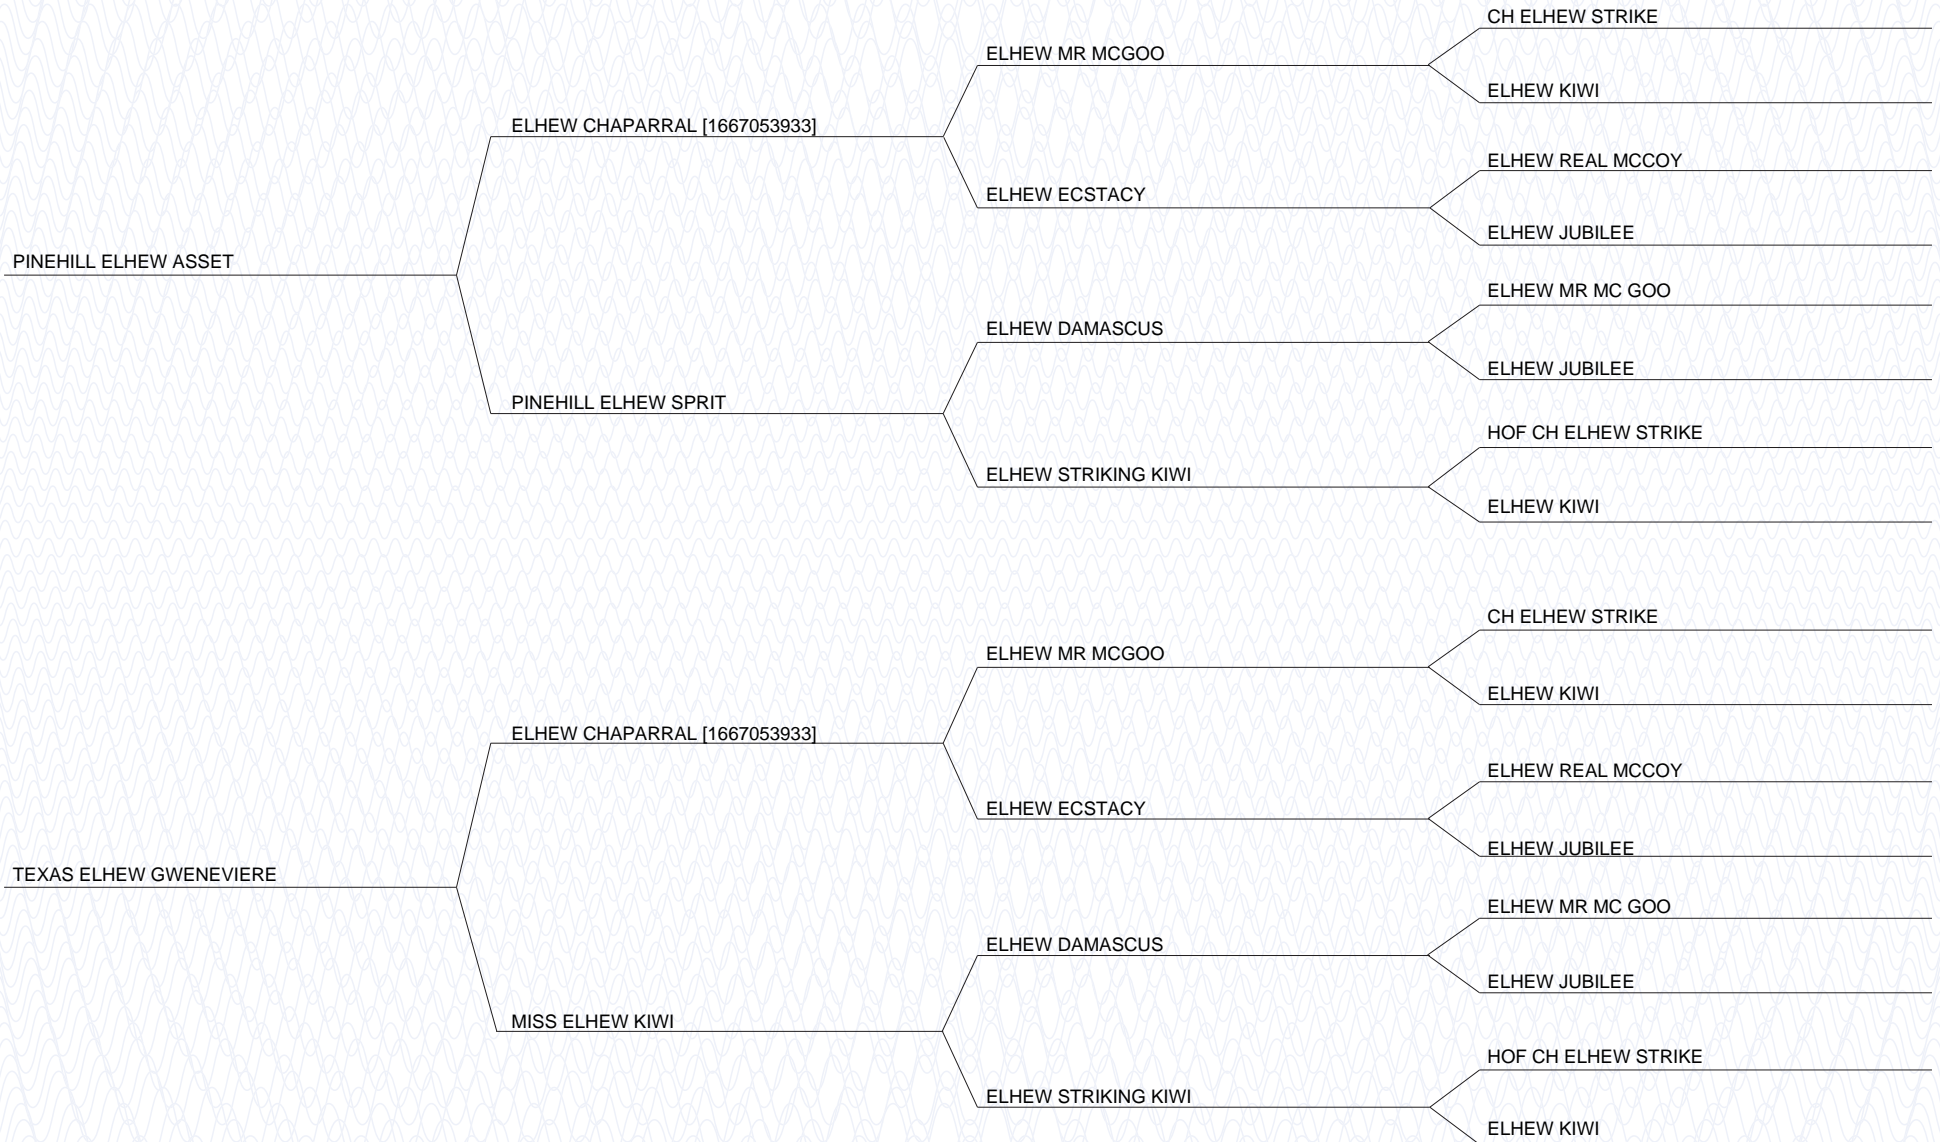 CH ELHEW STRIKE
ELHEW MR MCGOO
ELHEW KIWI
ELHEW CHAPARRAL [1667053933]
ELHEW REAL MCCOY
ELHEW ECSTACY
ELHEW JUBILEE
PINEHILL ELHEW ASSET
ELHEW MR MC GOO
ELHEW DAMASCUS
ELHEW JUBILEE
PINEHILL ELHEW SPRIT
HOF CH ELHEW STRIKE
ELHEW STRIKING KIWI
ELHEW KIWI
CH ELHEW STRIKE
ELHEW MR MCGOO
ELHEW KIWI
ELHEW CHAPARRAL [1667053933]
ELHEW REAL MCCOY
ELHEW ECSTACY
ELHEW JUBILEE
TEXAS ELHEW GWENEVIERE
ELHEW MR MC GOO
ELHEW DAMASCUS
ELHEW JUBILEE
MISS ELHEW KIWI
HOF CH ELHEW STRIKE
ELHEW STRIKING KIWI
ELHEW KIWI